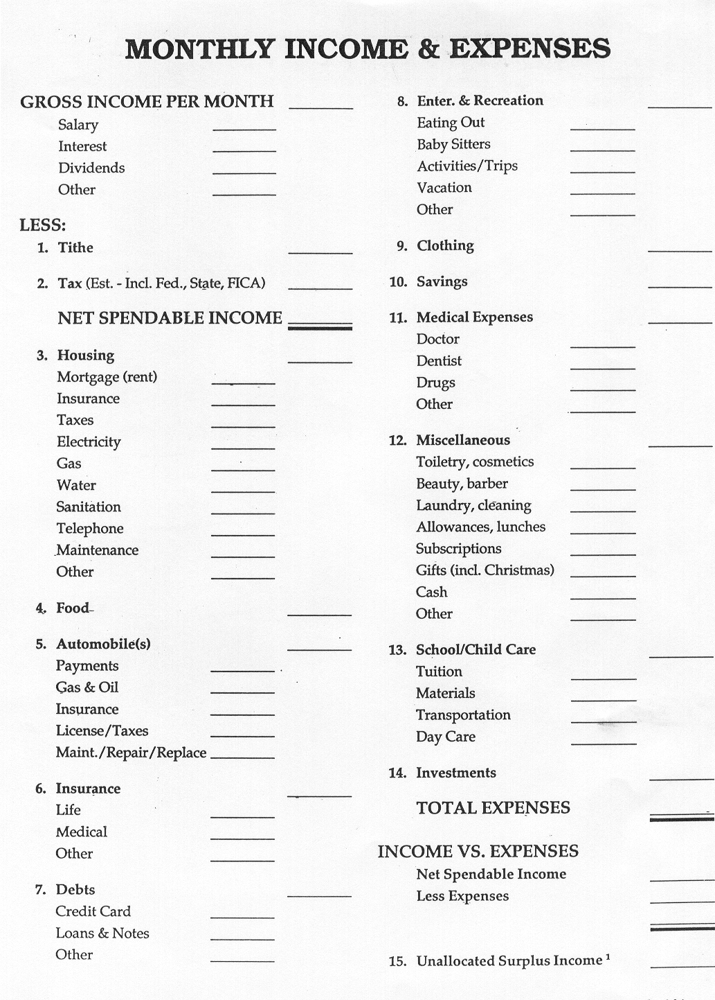 MONTHLY INCOME & EXPENSES
GROSS INCOME PER MONTH
Salary
Interest
Dividends
Other
LESS:
1. Tithe
2. Tax (Est. - Incl. Fed., State, FICA)
NET SPENDABLE INCOME
3. Housing
Mortgage (rent)
Insurance
Taxes
Electricity
Gas
Water
Sanitation
Telephone
Maintenance
Other
4. Food
5. Automobile(s)
Payments
Gas & Oil
Insurance
License/Taxes
Maint./Repair/Replace
6. Insurance
Life
Medical
Other
7. Debts
Credit Card
Loans & Notes
Other
8. Enter. & Recreation
Eating Out
Baby Sitters
Activities/Trips
Vacation
Other
9. Clothing
10. Savings
11. Medical Expenses
Doctor
Dentist
Drugs
Other
12. Miscellaneous
Toiletry, cosmetics
Beauty, barber
Laundry, cleaning
Allowances, lunches
Subscriptions
Gifts (incl. Christmas)
Cash
Other
13. School/Child Care
Tuition
Materials
Transportation
Day Care
14. Investments
TOTAL EXPENSES
INCOME VS. EXPENSES
Net Spendable Income
Less Expenses
15. Unallocated Surplus Income ¹